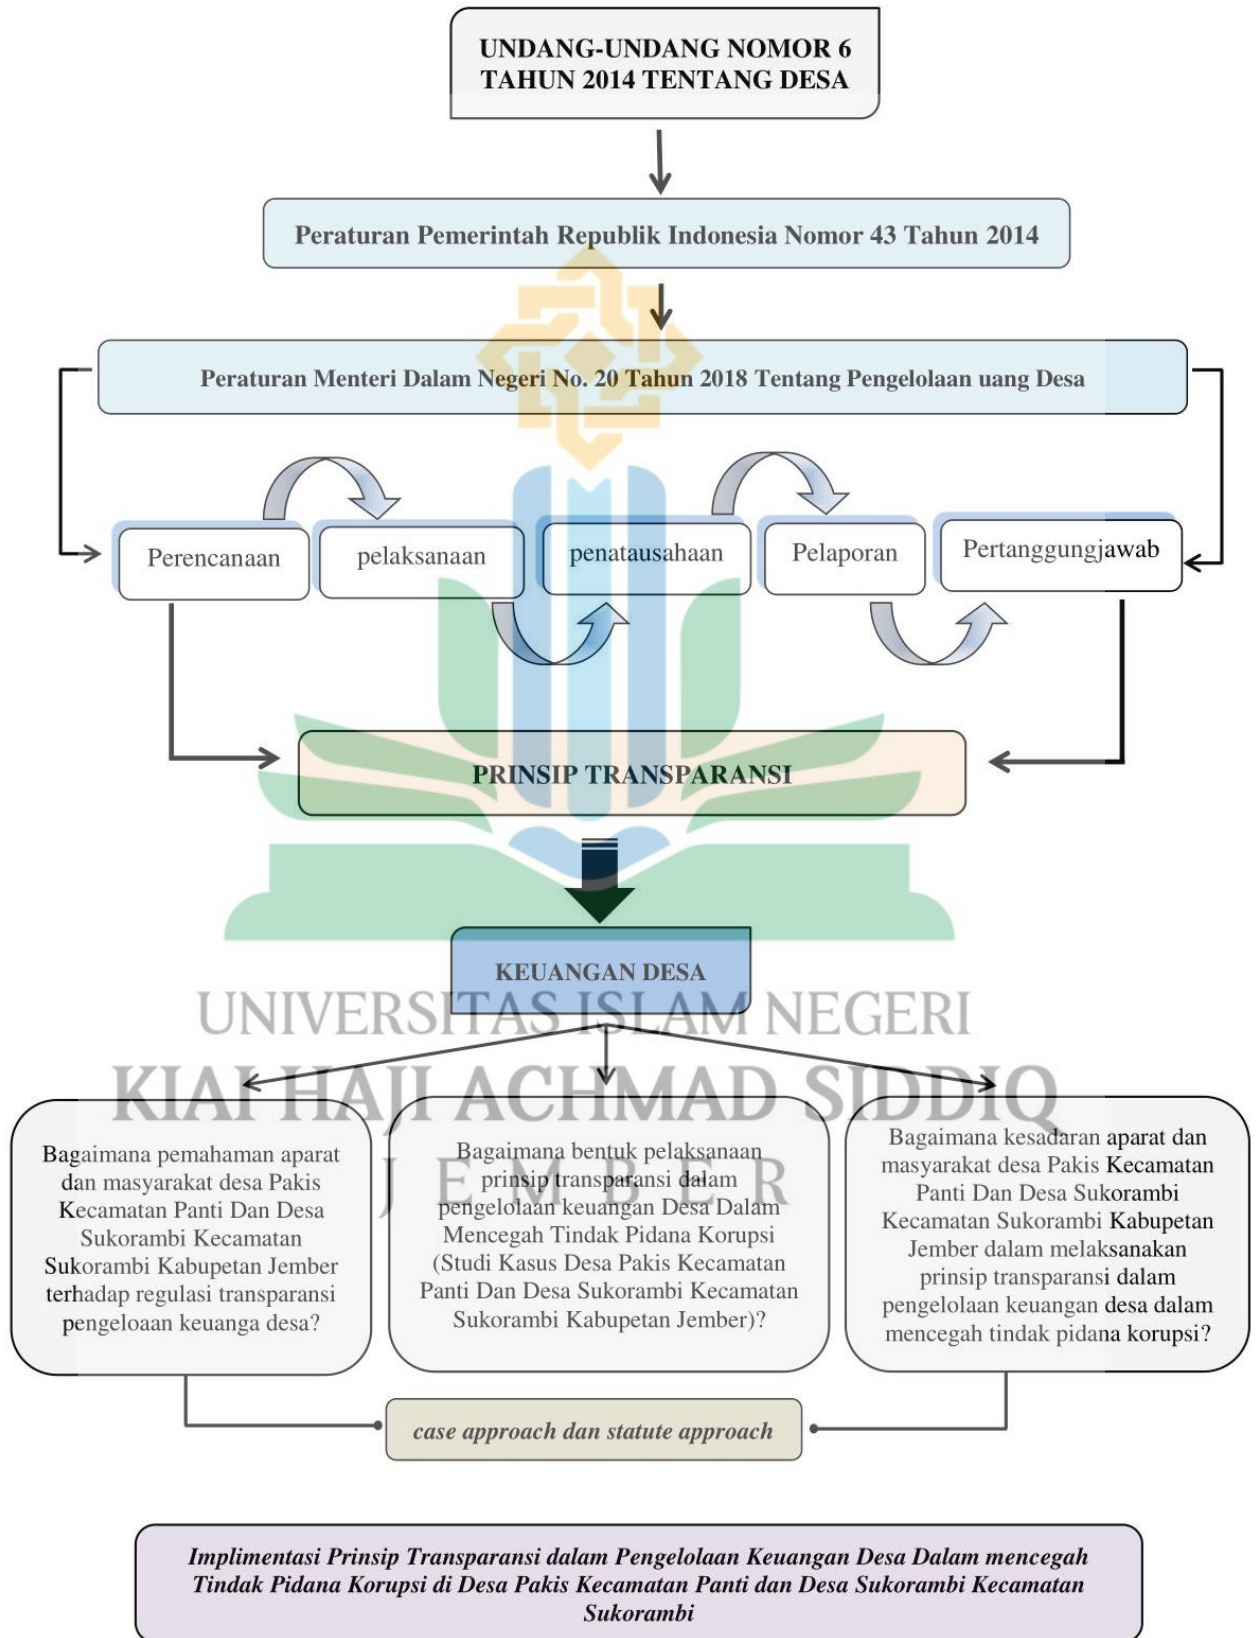 UNDANG-UNDANG NOMOR 6
TAHUN 2014 TENTANG DESA
Peraturan Pemerintah Republik Indonesia Nomor 43 Tahun 2014
Peraturan Menteri Dalam Negeri No. 20 Tahun 2018 Tentang Pengelolaan uang Desa
Perencanaan
pelaksanaan
penatausahaan
Pelaporan
Pertanggungjawab
PRINSIP TRANSPARANSI
KEUANGAN DESA
UNIVERSITAS ISLAM NEGERI
KIAI HAJI ACHMAD SIDDIQ
JEMBER
Bagaimana pemahaman aparat
dan masyarakat desa Pakis
Kecamatan Panti Dan Desa
Sukorambi Kecamatan
Sukorambi Kabupetan Jember
terhadap regulasi transparansi
pengeloaan keuanga desa?
Bagaimana bentuk pelaksanaan
prinsip transparansi dalam
pengelolaan keuangan Desa Dalam
Mencegah Tindak Pidana Korupsi
(Studi Kasus Desa Pakis Kecamatan
Panti Dan Desa Sukorambi Kecamatan
Sukorambi Kabupetan Jember)?
Bagaimana kesadaran aparat dan
masyarakat desa Pakis Kecamatan
Panti Dan Desa Sukorambi
Kecamatan Sukorambi Kabupetan
Jember dalam melaksanakan
prinsip transparansi dalam
pengelolaan keuangan desa dalam
mencegah tindak pidana korupsi?
case approach dan statute approach
Implimentasi Prinsip Transparansi dalam Pengelolaan Keuangan Desa Dalam mencegah
Tindak Pidana Korupsi di Desa Pakis Kecamatan Panti dan Desa Sukorambi Kecamatan
Sukorambi